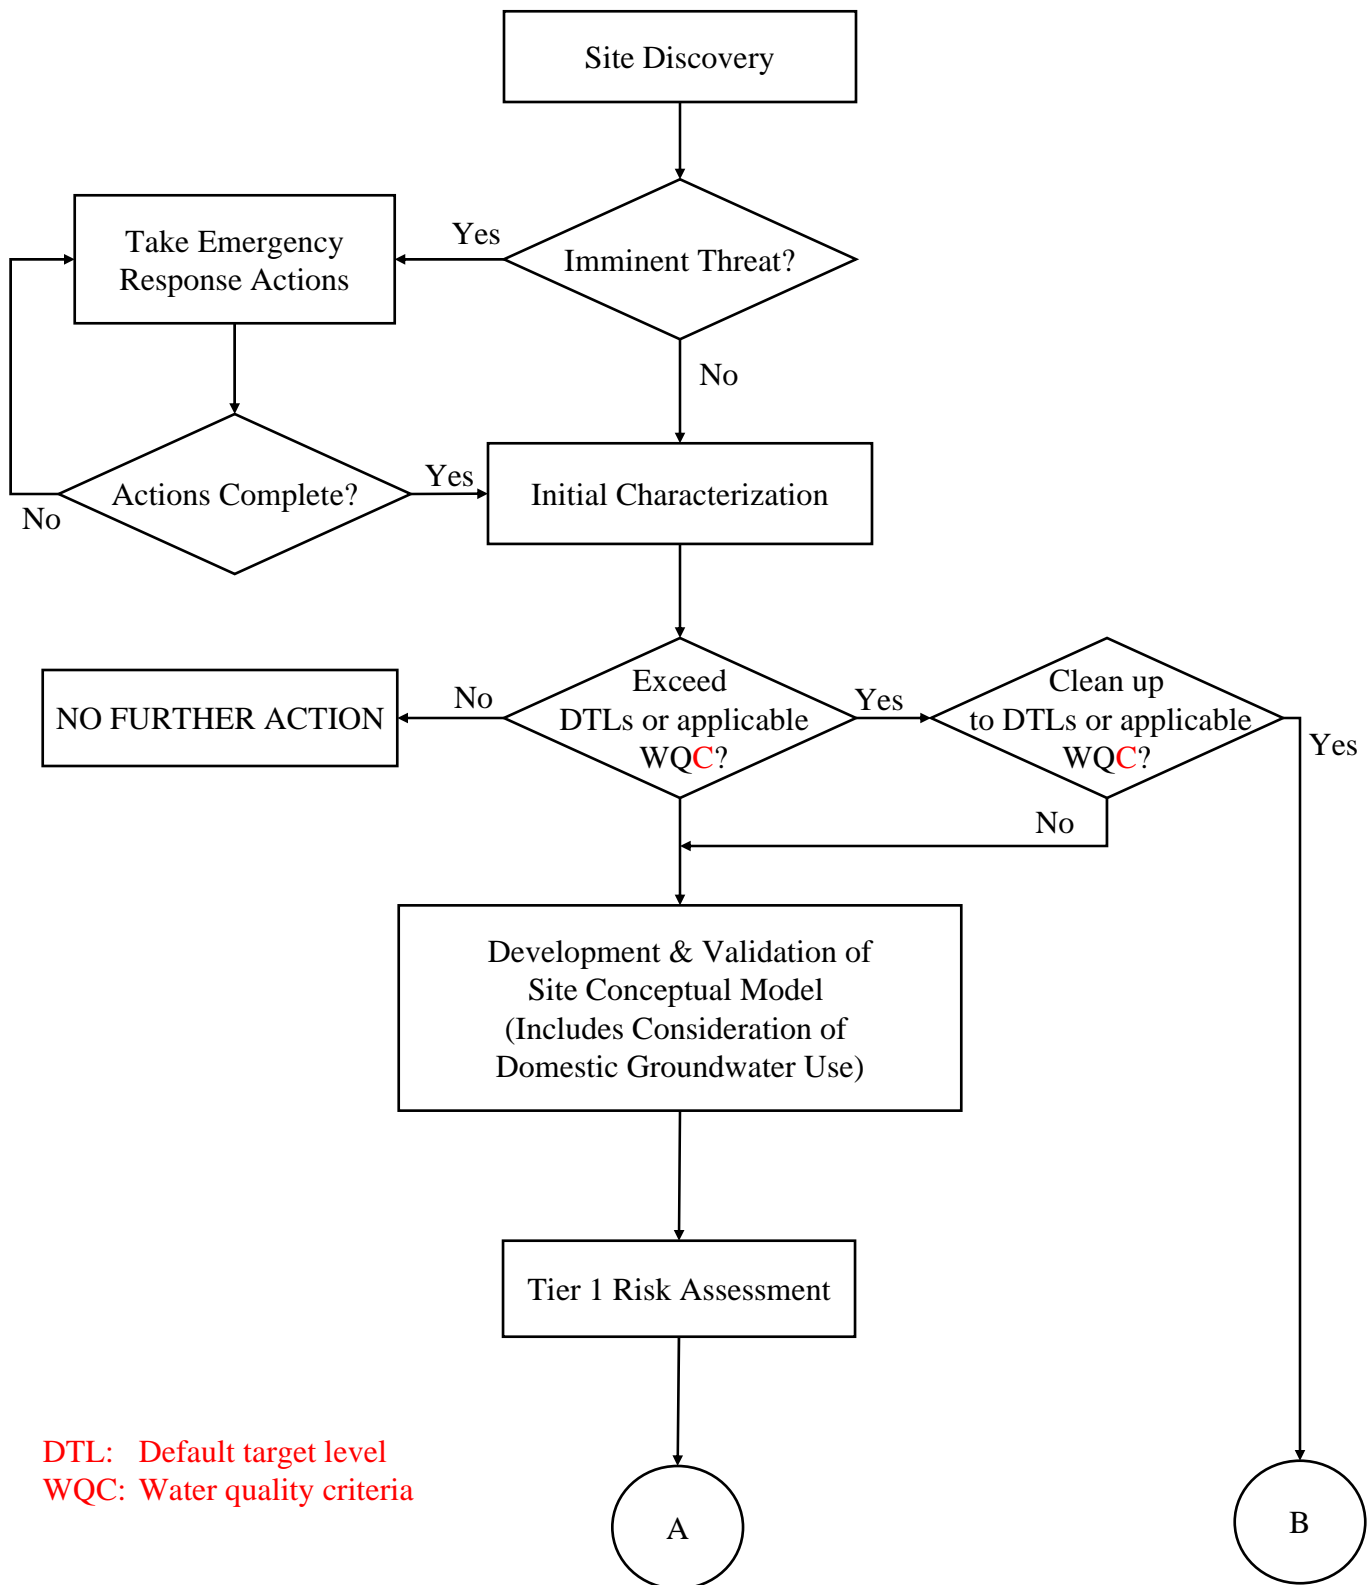 Site Discovery
Imminent Threat?
Yes
Take Emergency
Response Actions
No
Actions Complete?
No
Yes
Initial Characterization
Exceed
DTLs or applicable
WQC?
No
NO FURTHER ACTION
Yes
Clean up
to DTLs or applicable
WQC?
Yes
No
Development & Validation of
Site Conceptual Model
(Includes Consideration of
Domestic Groundwater Use)
Tier 1 Risk Assessment
DTL: Default target level
WQC: Water quality criteria
A
B